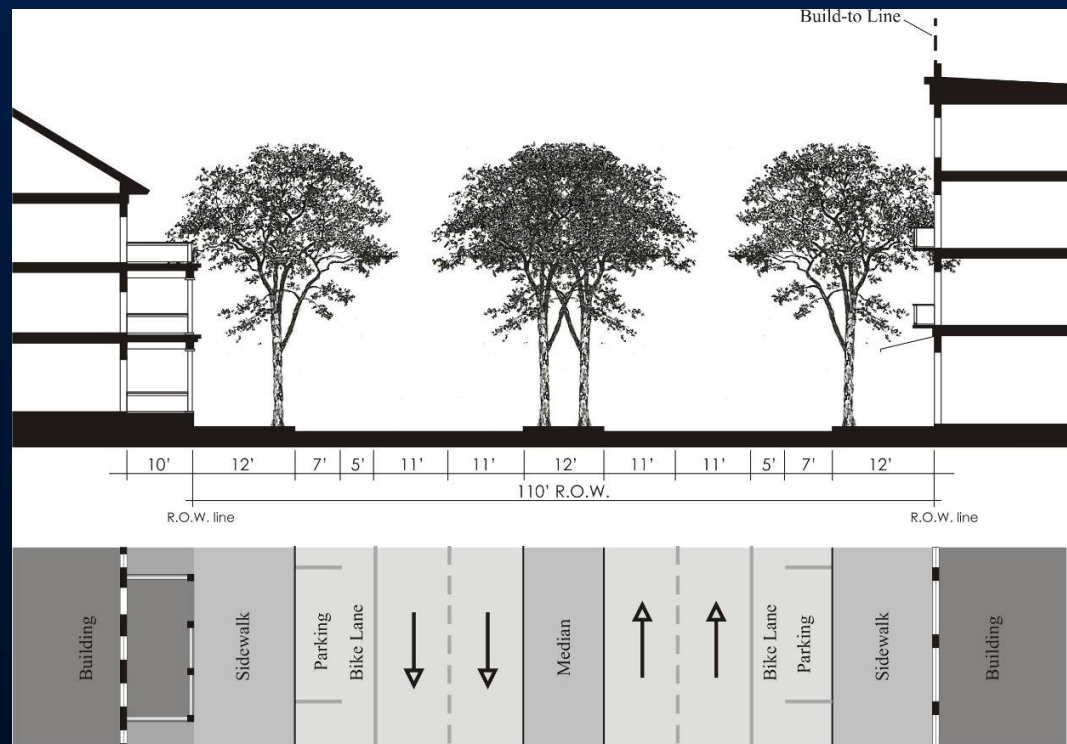 Build-to Line
10' 12' 7' 5' 11' 11' 12' 11' 11' 5' 7' 12'
110' R.O.W.
R.O.W. line
R.O.W. line
Building
Sidewalk
Parking
Bike Lane
Median
Bike Lane
Parking
Sidewalk
Building